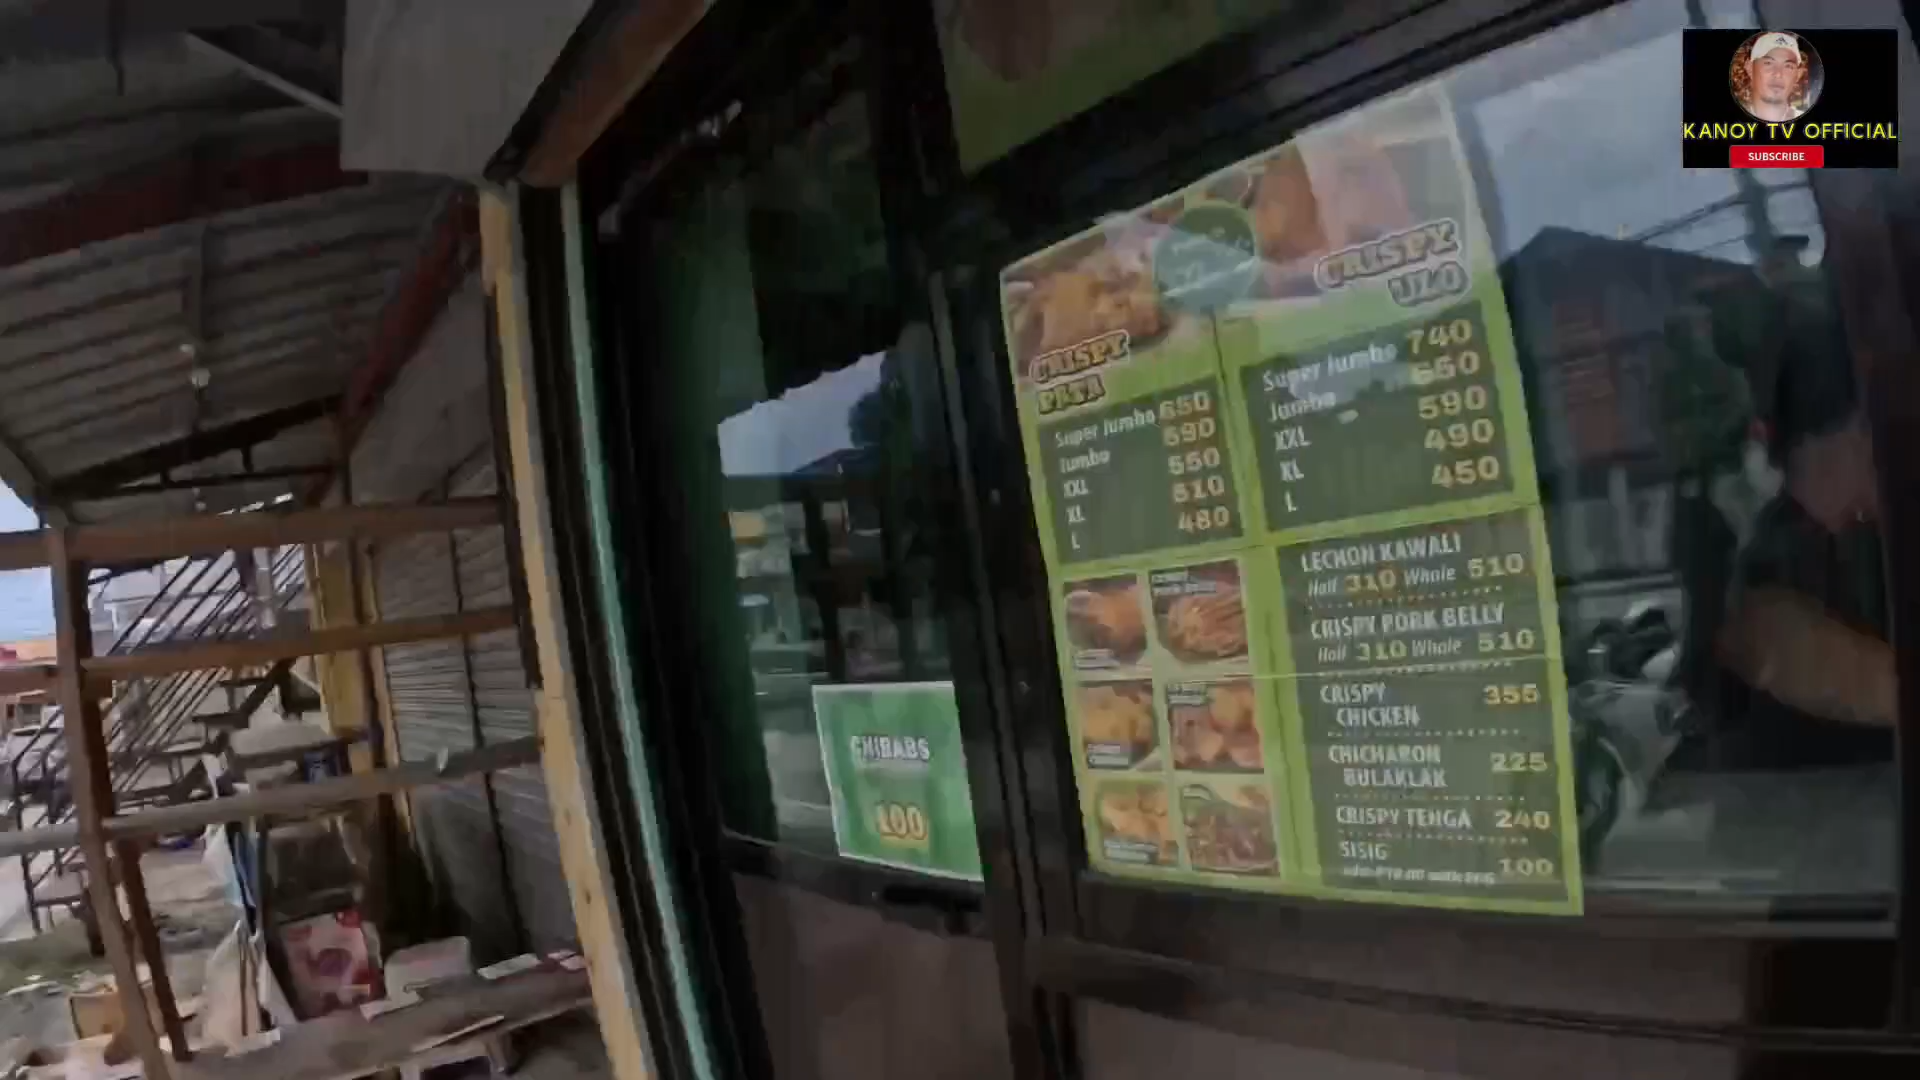 KANOY TV OFFICIAL
SUBSCRIBE
CRISPY
ULO
Super Jumbo 740
Jumbo 650
XXL 590
XL 490
L 450
CRISPY
PATA
Super Jumbo 650
Jumbo 590
XXL 550
XL 510
L 480
LECHON KAWALI
Half 310 Whole 510
CRISPY PORK BELLY
Half 310 Whole 510
CRISPY 355
CHICKEN
CHICHARON 225
BULAKLAK
CRISPY TENGA 240
SISIG
100
CHIBABS
100